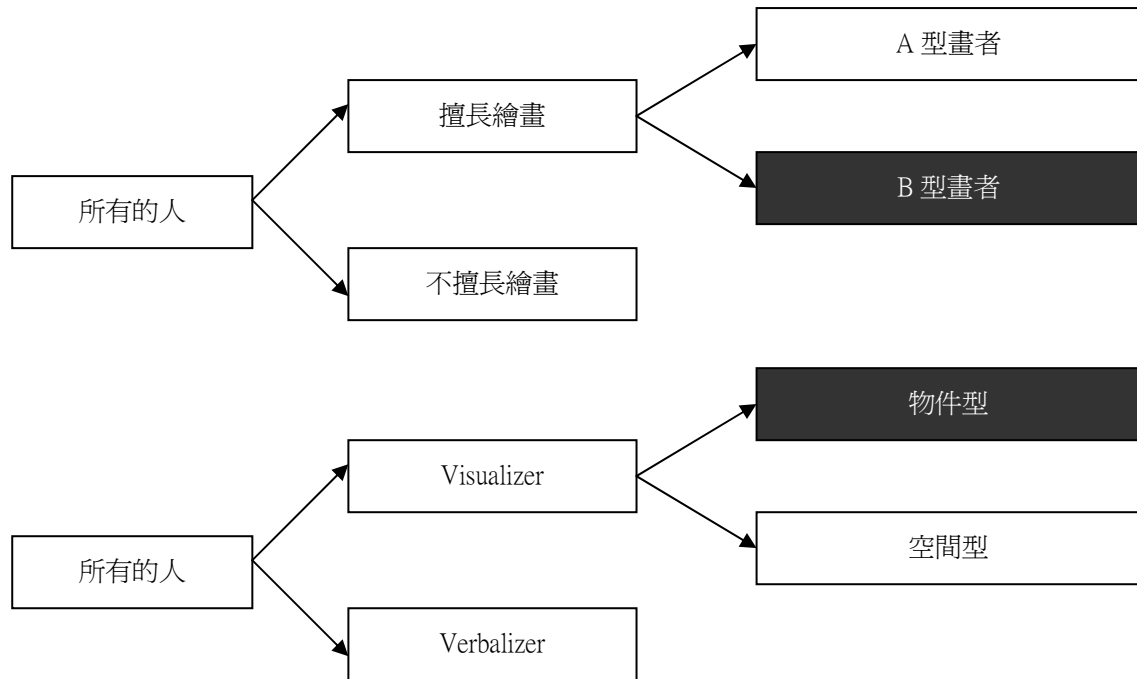 A 型畫者
擅長繪畫
B 型畫者
所有的人
不擅長繪畫
物件型
Visualizer
空間型
所有的人
Verbalizer